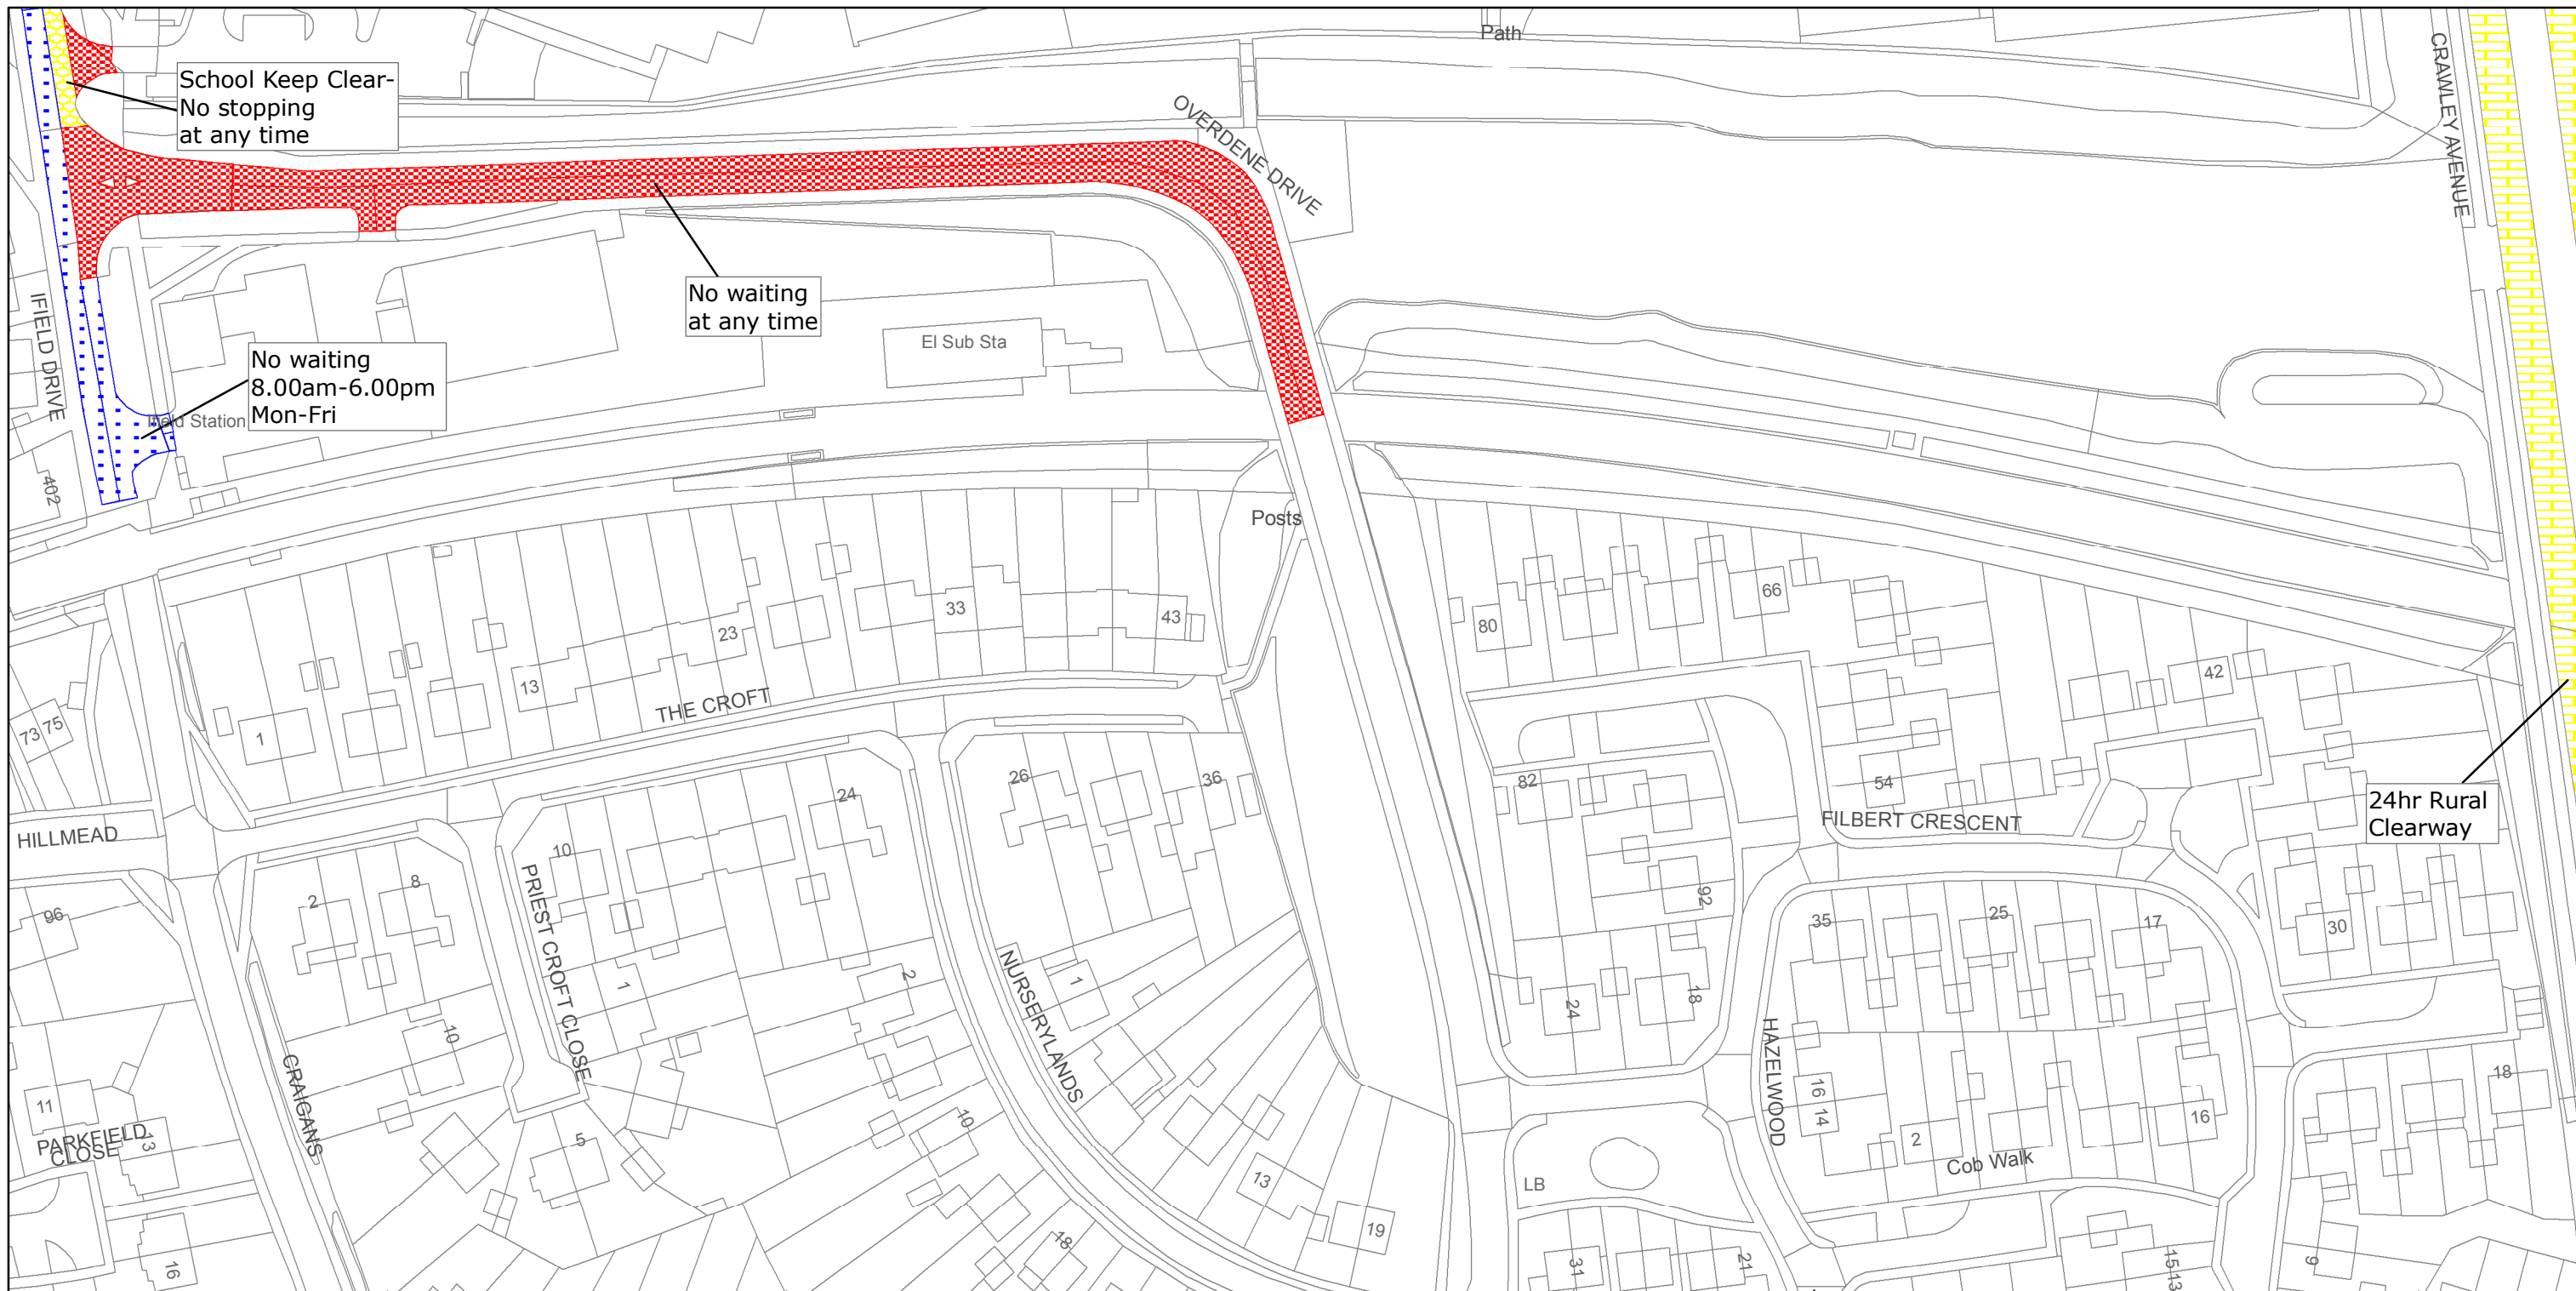 Path
CRAWLEY AVENUE
School Keep Clear-
No stopping
at any time
OVERDENE DRIVE
No waiting
at any time
IFIELD DRIVE
El Sub Sta
No waiting
8.00am-6.00pm
Mon-Fri
Ifield Station
402
Posts
80
66
33
43
23
13
42
THE CROFT
1
73
75
82
54
26
36
24
24hr Rural
Clearway
FILBERT CRESCENT
HILLMEAD
10
8
2
96
PRIEST CROFT CLOSE
92
35
25
17
30
1
2
NURSERYLANDS
1
24
18
10
CRAIGANS
HAZELWOOD
11
PARKFIELD
CLOSE
13
5
10
16
14
2
16
18
Cob Walk
13
19
LB
18
16
31
21
15
13
9